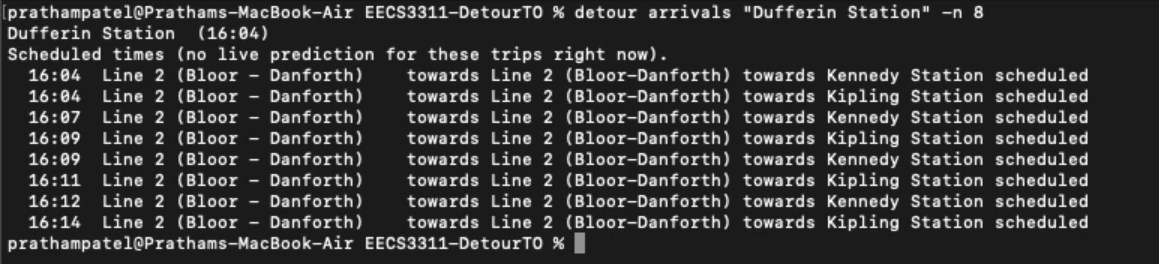 [prathampatel@Prathams-MacBook-Air EECS3311-DetourTO % detour arrivals "Dufferin Station" -n 8
Dufferin Station  (16:04)
Scheduled times (no live prediction for these trips right now).
  16:04  Line 2 (Bloor - Danforth)    towards Line 2 (Bloor-Danforth) towards Kennedy Station scheduled
  16:04  Line 2 (Bloor - Danforth)    towards Line 2 (Bloor-Danforth) towards Kipling Station scheduled
  16:07  Line 2 (Bloor - Danforth)    towards Line 2 (Bloor-Danforth) towards Kennedy Station scheduled
  16:09  Line 2 (Bloor - Danforth)    towards Line 2 (Bloor-Danforth) towards Kipling Station scheduled
  16:09  Line 2 (Bloor - Danforth)    towards Line 2 (Bloor-Danforth) towards Kennedy Station scheduled
  16:11  Line 2 (Bloor - Danforth)    towards Line 2 (Bloor-Danforth) towards Kipling Station scheduled
  16:12  Line 2 (Bloor - Danforth)    towards Line 2 (Bloor-Danforth) towards Kennedy Station scheduled
  16:14  Line 2 (Bloor - Danforth)    towards Line 2 (Bloor-Danforth) towards Kipling Station scheduled
prathampatel@Prathams-MacBook-Air EECS3311-DetourTO %